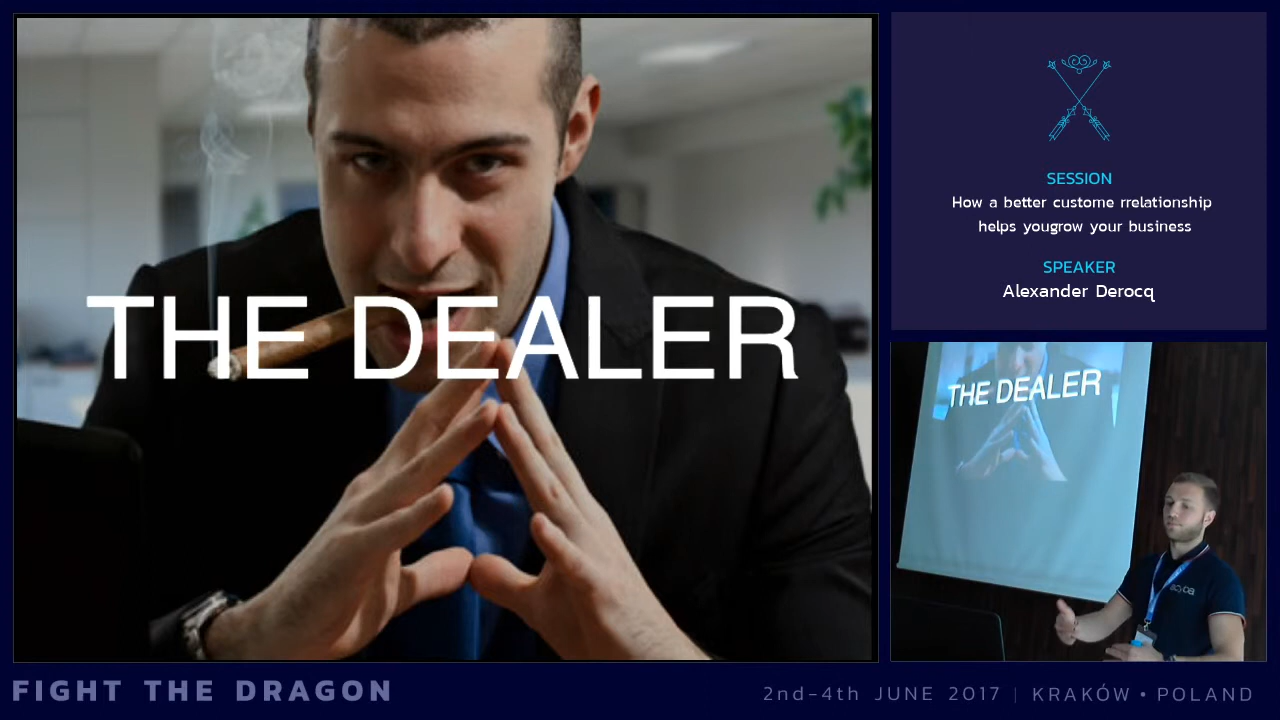 THE DEALER
SESSION
How a better custome rrelationship
helps yougrow your business
SPEAKER
Alexander Derocq
THE DEALER
FIGHT THE DRAGON
2nd-4th JUNE 2017 | KRAKÓW • POLAND